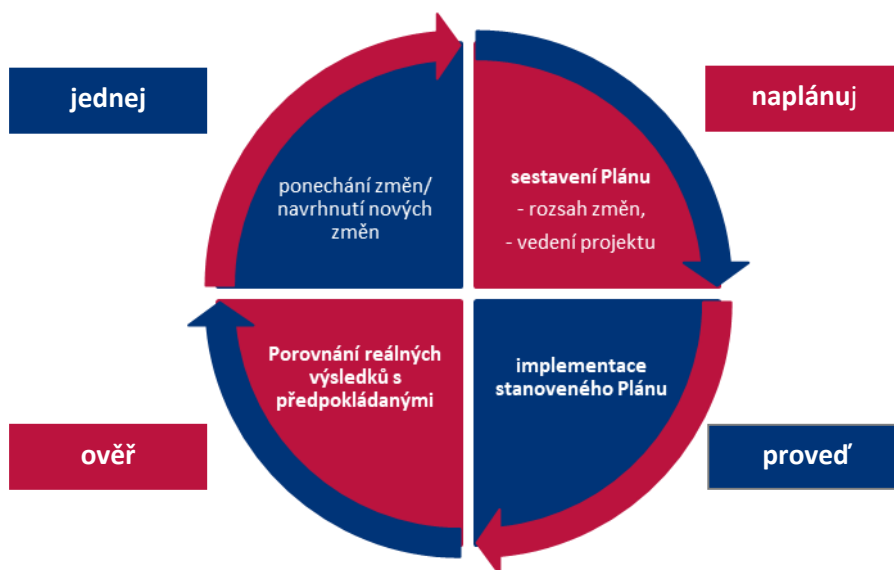 jednej
naplánuj
ponechání změn/
navrhnutí nových
změn
sestavení Plánu
- rozsah změn,
- vedení projektu
Porovnání reálných
výsledků s
předpokládanými
implementace
stanoveného Plánu
ověř
proveď